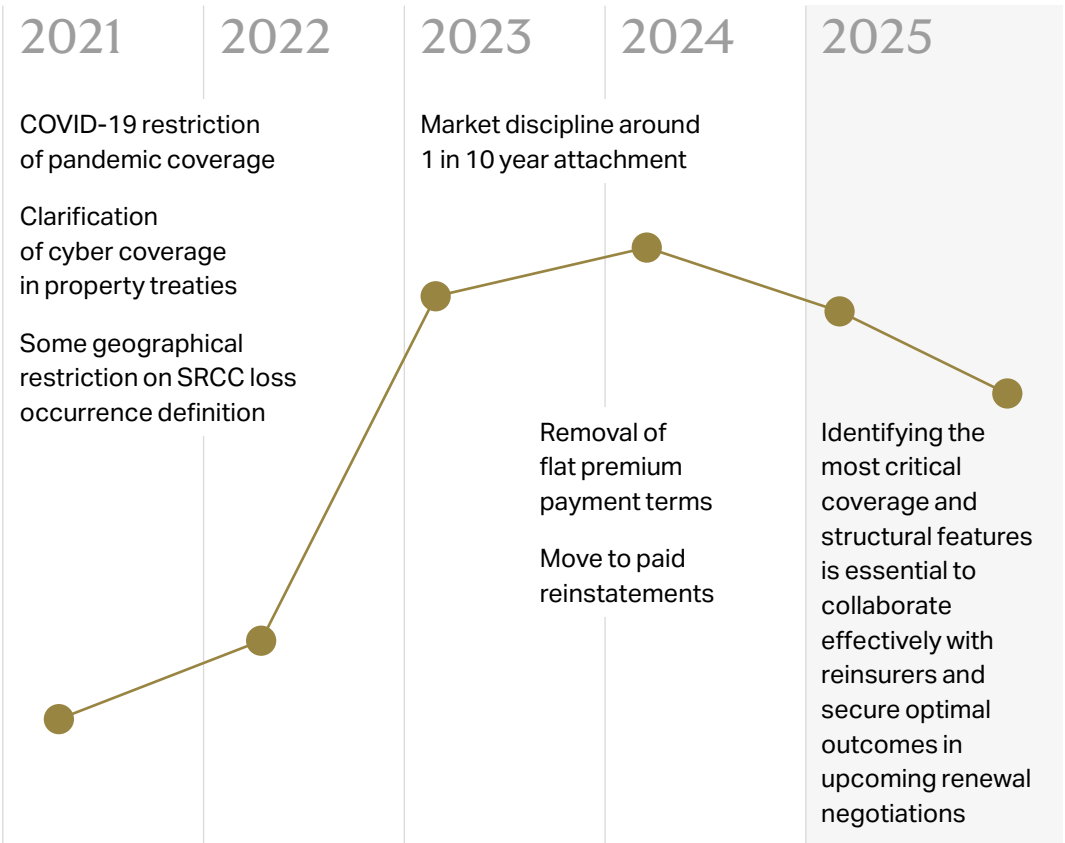 2021
2022
2023
2024
2025
COVID-19 restriction
of pandemic coverage
Clarification
of cyber coverage
in property treaties
Some geographical
restriction on SRCC loss
occurrence definition
Market discipline around
1 in 10 year attachment
Removal of
flat premium
payment terms
Move to paid
reinstatements
Identifying the
most critical
coverage and
structural features
is essential to
collaborate
effectively with
reinsurers and
secure optimal
outcomes in
upcoming renewal
negotiations